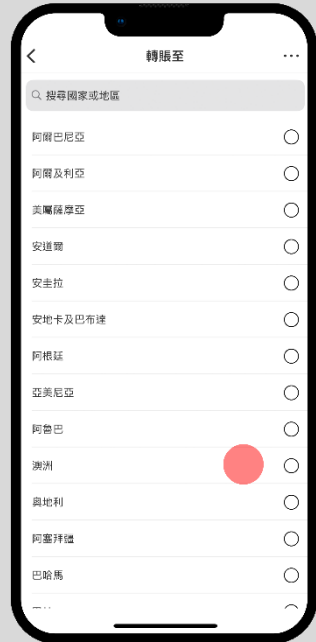 轉賬至
搜尋國家或地區
阿爾巴尼亞
阿爾及利亞
美屬薩摩亞
安道爾
安圭拉
安地卡及巴布達
阿根廷
亞美尼亞
阿魯巴
澳洲
奧地利
阿塞拜疆
巴哈馬